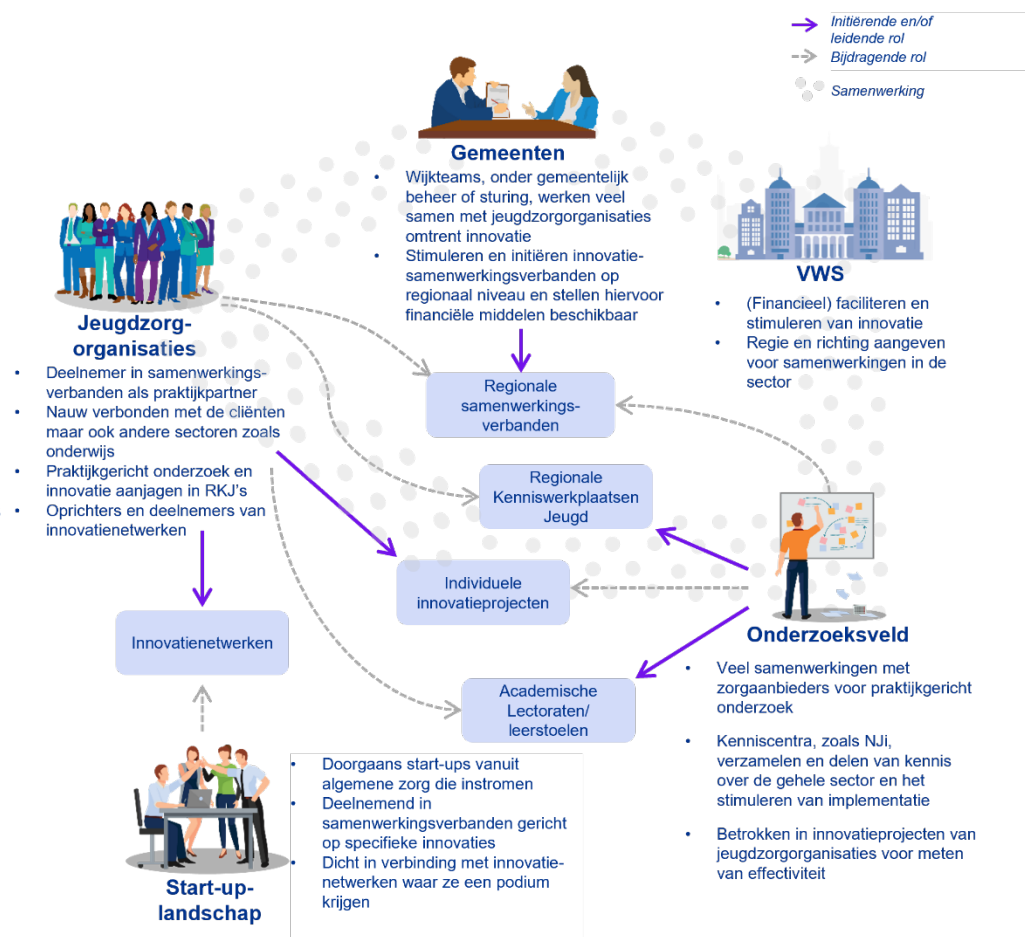 Initiërende en/of
leidende rol
Bijdragende rol
Samenwerking
Gemeenten
• Wijkteams, onder gemeentelijk
beheer of sturing, werken veel
samen met jeugdzorgorganisaties
omtrent innovatie
• Stimuleren en initiëren innovatie-
samenwerkingsverbanden op
regionaal niveau en stellen hiervoor
financiële middelen beschikbaar
VWS
• (Financieel) faciliteren en
stimuleren van innovatie
• Regie en richting aangeven
voor samenwerkingen in de
sector
Jeugdzorg-
organisaties
• Deelnemer in samenwerkings-
verbanden als praktijkpartner
• Nauw verbonden met de cliënten
maar ook andere sectoren zoals
onderwijs
• Praktijkgericht onderzoek en
innovatie aanjagen in RKJ's
• Oprichters en deelnemers van
innovatienetwerken
Regionale
samenwerkings-
verbanden
Regionale
Kenniswerkplaatsen
Jeugd
Individuele
innovatieprojecten
Innovatienetwerken
Academische
Lectoraten/
leerstoelen
Onderzoeksveld
• Veel samenwerkingen met
zorgaanbieders voor praktijkgericht
onderzoek
• Kenniscentra, zoals NJi,
verzamelen en delen van kennis
over de gehele sector en het
stimuleren van implementatie
• Betrokken in innovatieprojecten van
jeugdzorgorganisaties voor meten
van effectiviteit
Start-up-
landschap
• Doorgaans start-ups vanuit
algemene zorg die instromen
• Deelnemend in
samenwerkingsverbanden gericht
op specifieke innovaties
• Dicht in verbinding met innovatie-
netwerken waar ze een podium
krijgen